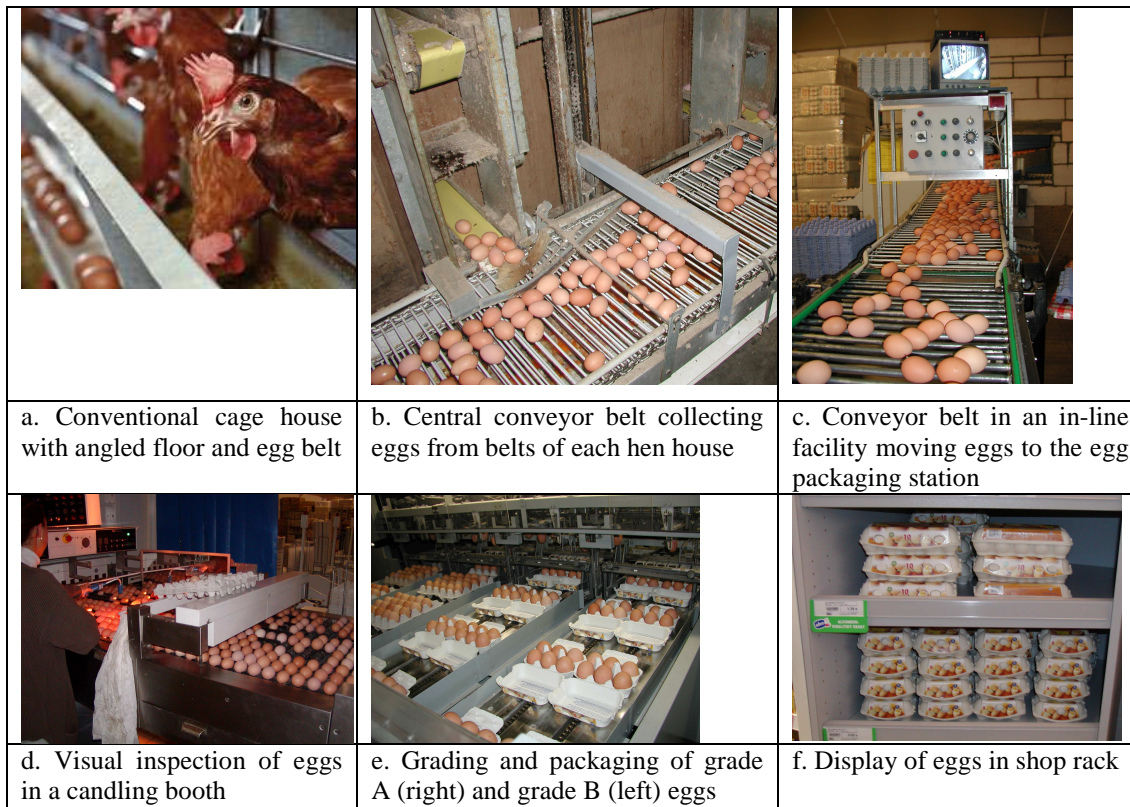 a. Conventional cage house
with angled floor and egg belt
b. Central conveyor belt collecting
eggs from belts of each hen house
c. Conveyor belt in an in-line
facility moving eggs to the egg
packaging station
10
10
d. Visual inspection of eggs
in a candling booth
e. Grading and packaging of grade
A (right) and grade B (left) eggs
f. Display of eggs in shop rack